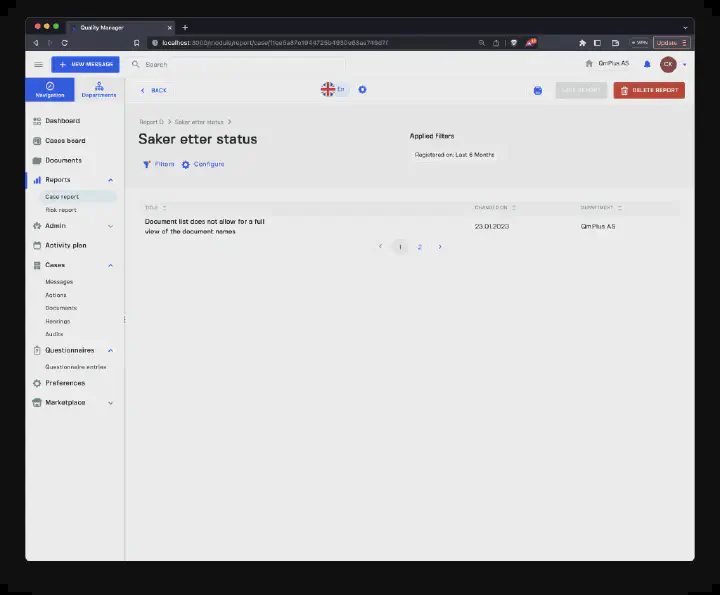 Quality Manager
localhost:3000/module/report/case/
VPN
Update
NEW MESSAGE
Search
QmPlus AS
CK
Navigation
Departments
BACK
En
SAVE REPORT
DELETE REPORT
Dashboard
Cases board
Documents
Reports
Case report
Risk report
Admin
Activity plan
Cases
Messages
Actions
Documents
Hearings
Audits
Questionnaires
Questionnaire entries
Preferences
Marketplace
Saker etter status
Saker etter status
Filters
Configure
Applied Filters
Registered on: Last 6 Months
TITLE
CHANGED ON
DEPARTMENT
Document list does not allow for a full
view of the document names
23.01.2023
QmPlus AS
1
2